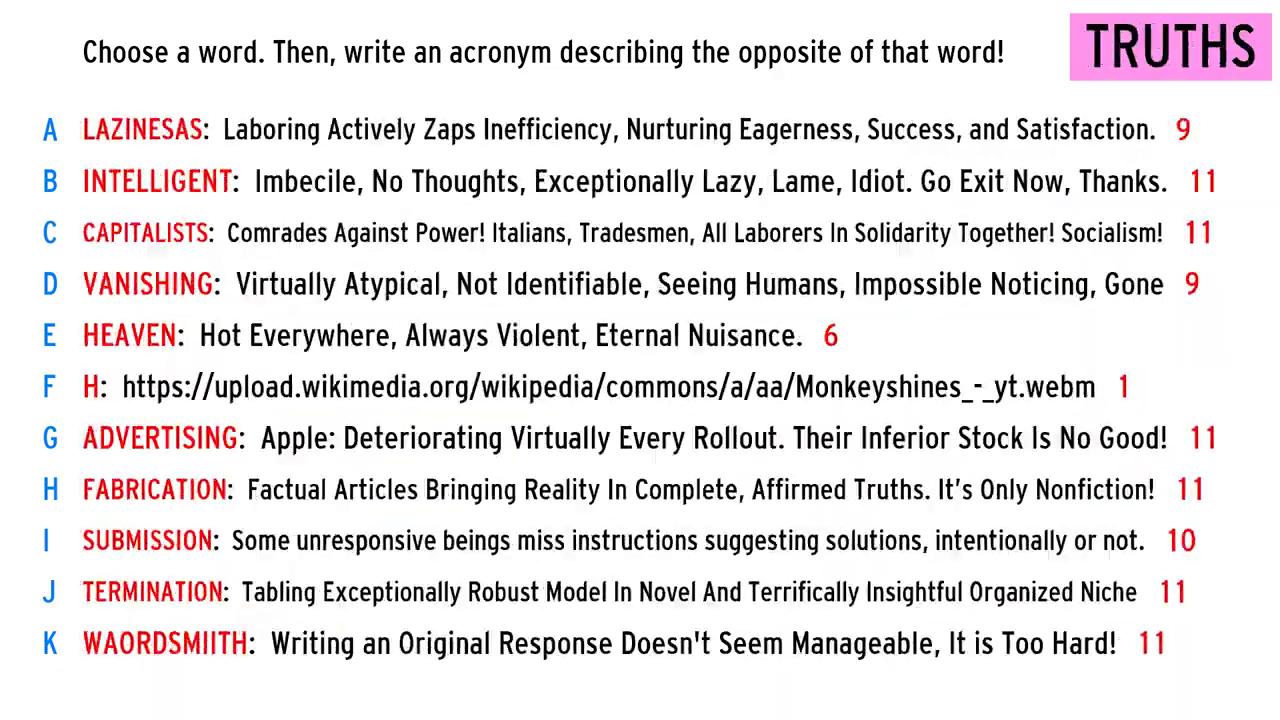 Choose a word. Then, write an acronym describing the opposite of that word!
TRUTHS
A LAZINESAS: Laboring Actively Zaps Inefficiency, Nurturing Eagerness, Success, and Satisfaction. 9
B INTELLIGENT: Imbecile, No Thoughts, Exceptionally Lazy, Lame, Idiot. Go Exit Now, Thanks. 11
C CAPITALISTS: Comrades Against Power! Italians, Tradesmen, All Laborers In Solidarity Together! Socialism! 11
D VANISHING: Virtually Atypical, Not Identifiable, Seeing Humans, Impossible Noticing, Gone 9
E HEAVEN: Hot Everywhere, Always Violent, Eternal Nuisance. 6
F H: https://upload.wikimedia.org/wikipedia/commons/a/aa/Monkeyshines_-_yt.webm 1
G ADVERTISING: Apple: Deteriorating Virtually Every Rollout. Their Inferior Stock Is No Good! 11
H FABRICATION: Factual Articles Bringing Reality In Complete, Affirmed Truths. It's Only Nonfiction! 11
I SUBMISSION: Some unresponsive beings miss instructions suggesting solutions, intentionally or not. 10
J TERMINATION: Tabling Exceptionally Robust Model In Novel And Terrifically Insightful Organized Niche 11
K WAORDSMIITH: Writing an Original Response Doesn't Seem Manageable, It is Too Hard! 11